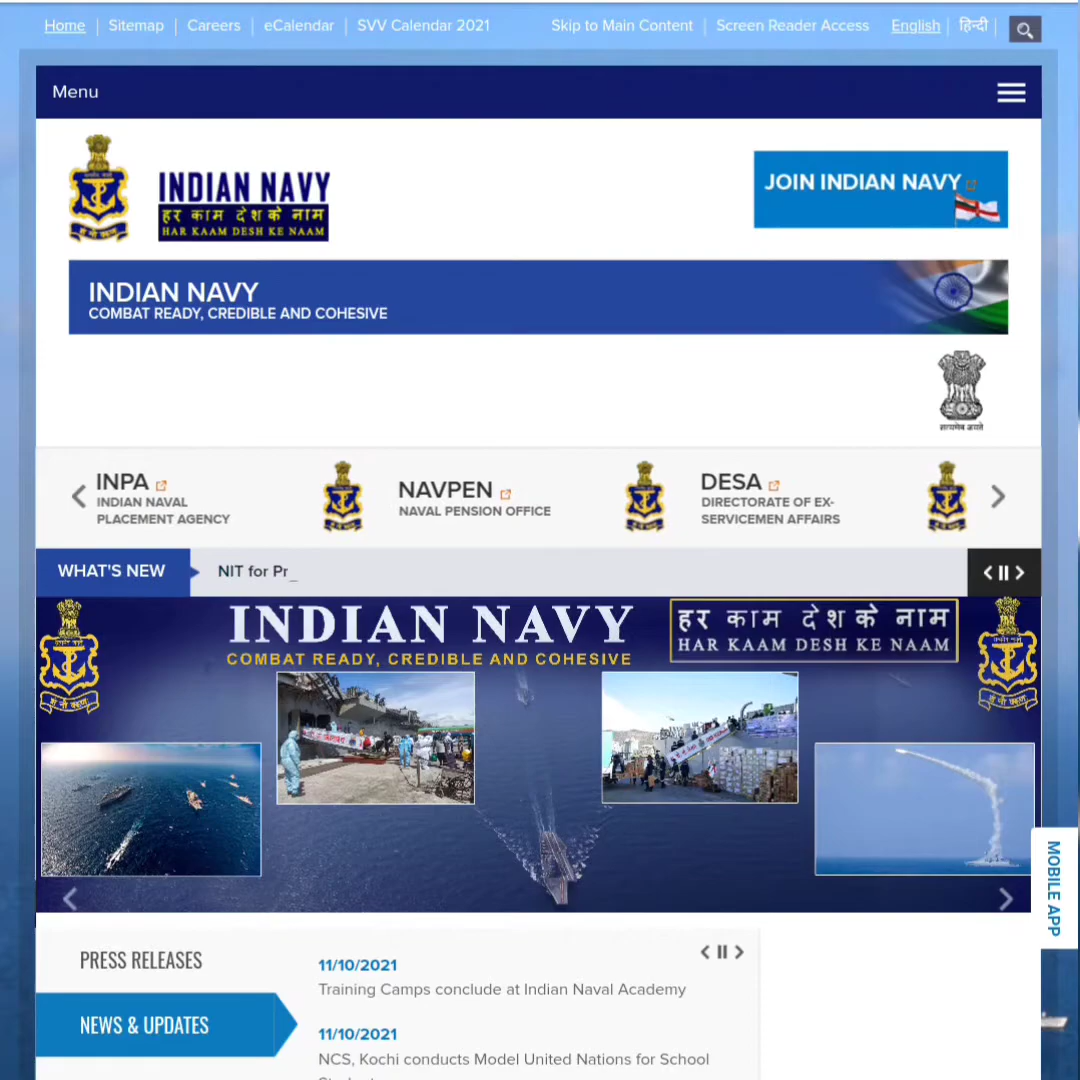 Home Sitemap Careers eCalendar SVV Calendar 2021 Skip to Main Content Screen Reader Access English हिन्दी
Menu
INDIAN NAVY
हर काम देश के नाम
HAR KAAM DESH KE NAAM
JOIN INDIAN NAVY
INDIAN NAVY
COMBAT READY, CREDIBLE AND COHESIVE
सत्यमेव जयते
INPA
INDIAN NAVAL
PLACEMENT AGENCY
NAVPEN
NAVAL PENSION OFFICE
DESA
DIRECTORATE OF EX-
SERVICEMEN AFFAIRS
WHAT'S NEW
NIT for Pr_
INDIAN NAVY
COMBAT READY, CREDIBLE AND COHESIVE
हर काम देश के नाम
HAR KAAM DESH KE NAAM
MOBILE APP
PRESS RELEASES
NEWS & UPDATES
11/10/2021
Training Camps conclude at Indian Naval Academy
11/10/2021
NCS, Kochi conducts Model United Nations for School